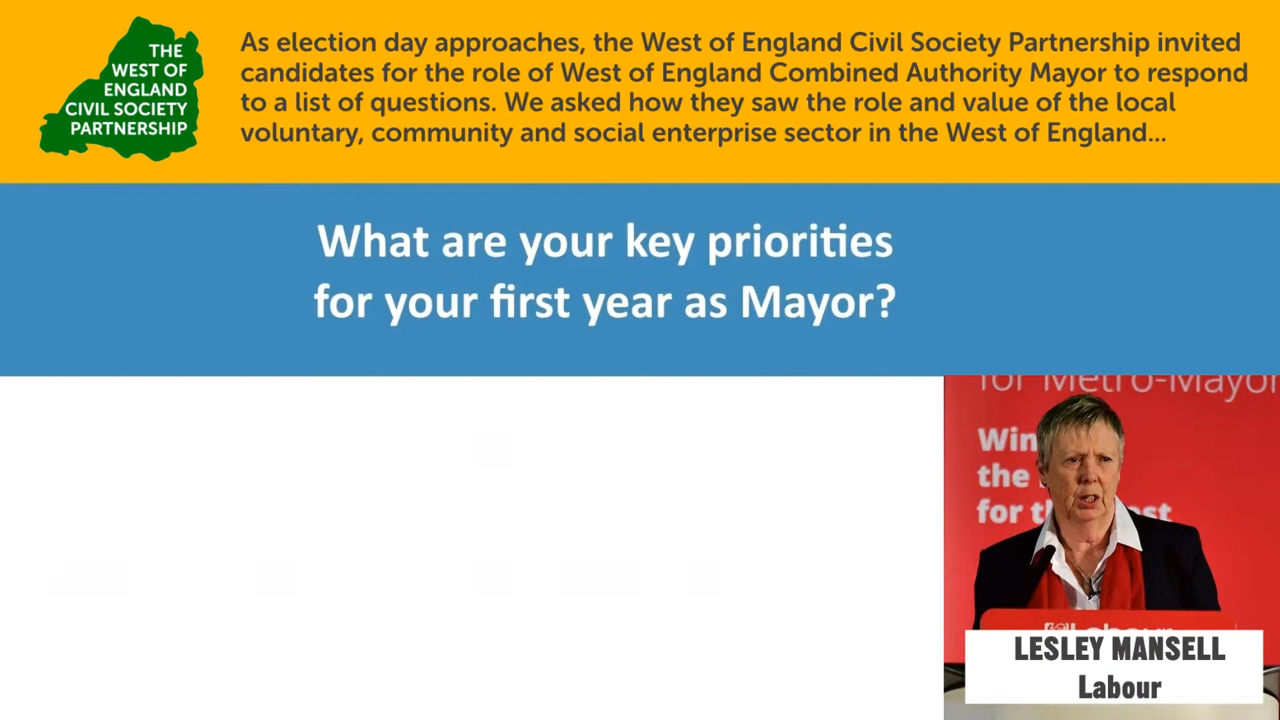 THE
WEST OF
ENGLAND
CIVIL SOCIETY
PARTNERSHIP
As election day approaches, the West of England Civil Society Partnership invited
candidates for the role of West of England Combined Authority Mayor to respond
to a list of questions. We asked how they saw the role and value of the local
voluntary, community and social enterprise sector in the West of England...
What are your key priorities
for your first year as Mayor?
for Metro-Mayor
Win
the
for
LESLEY MANSELL
Labour